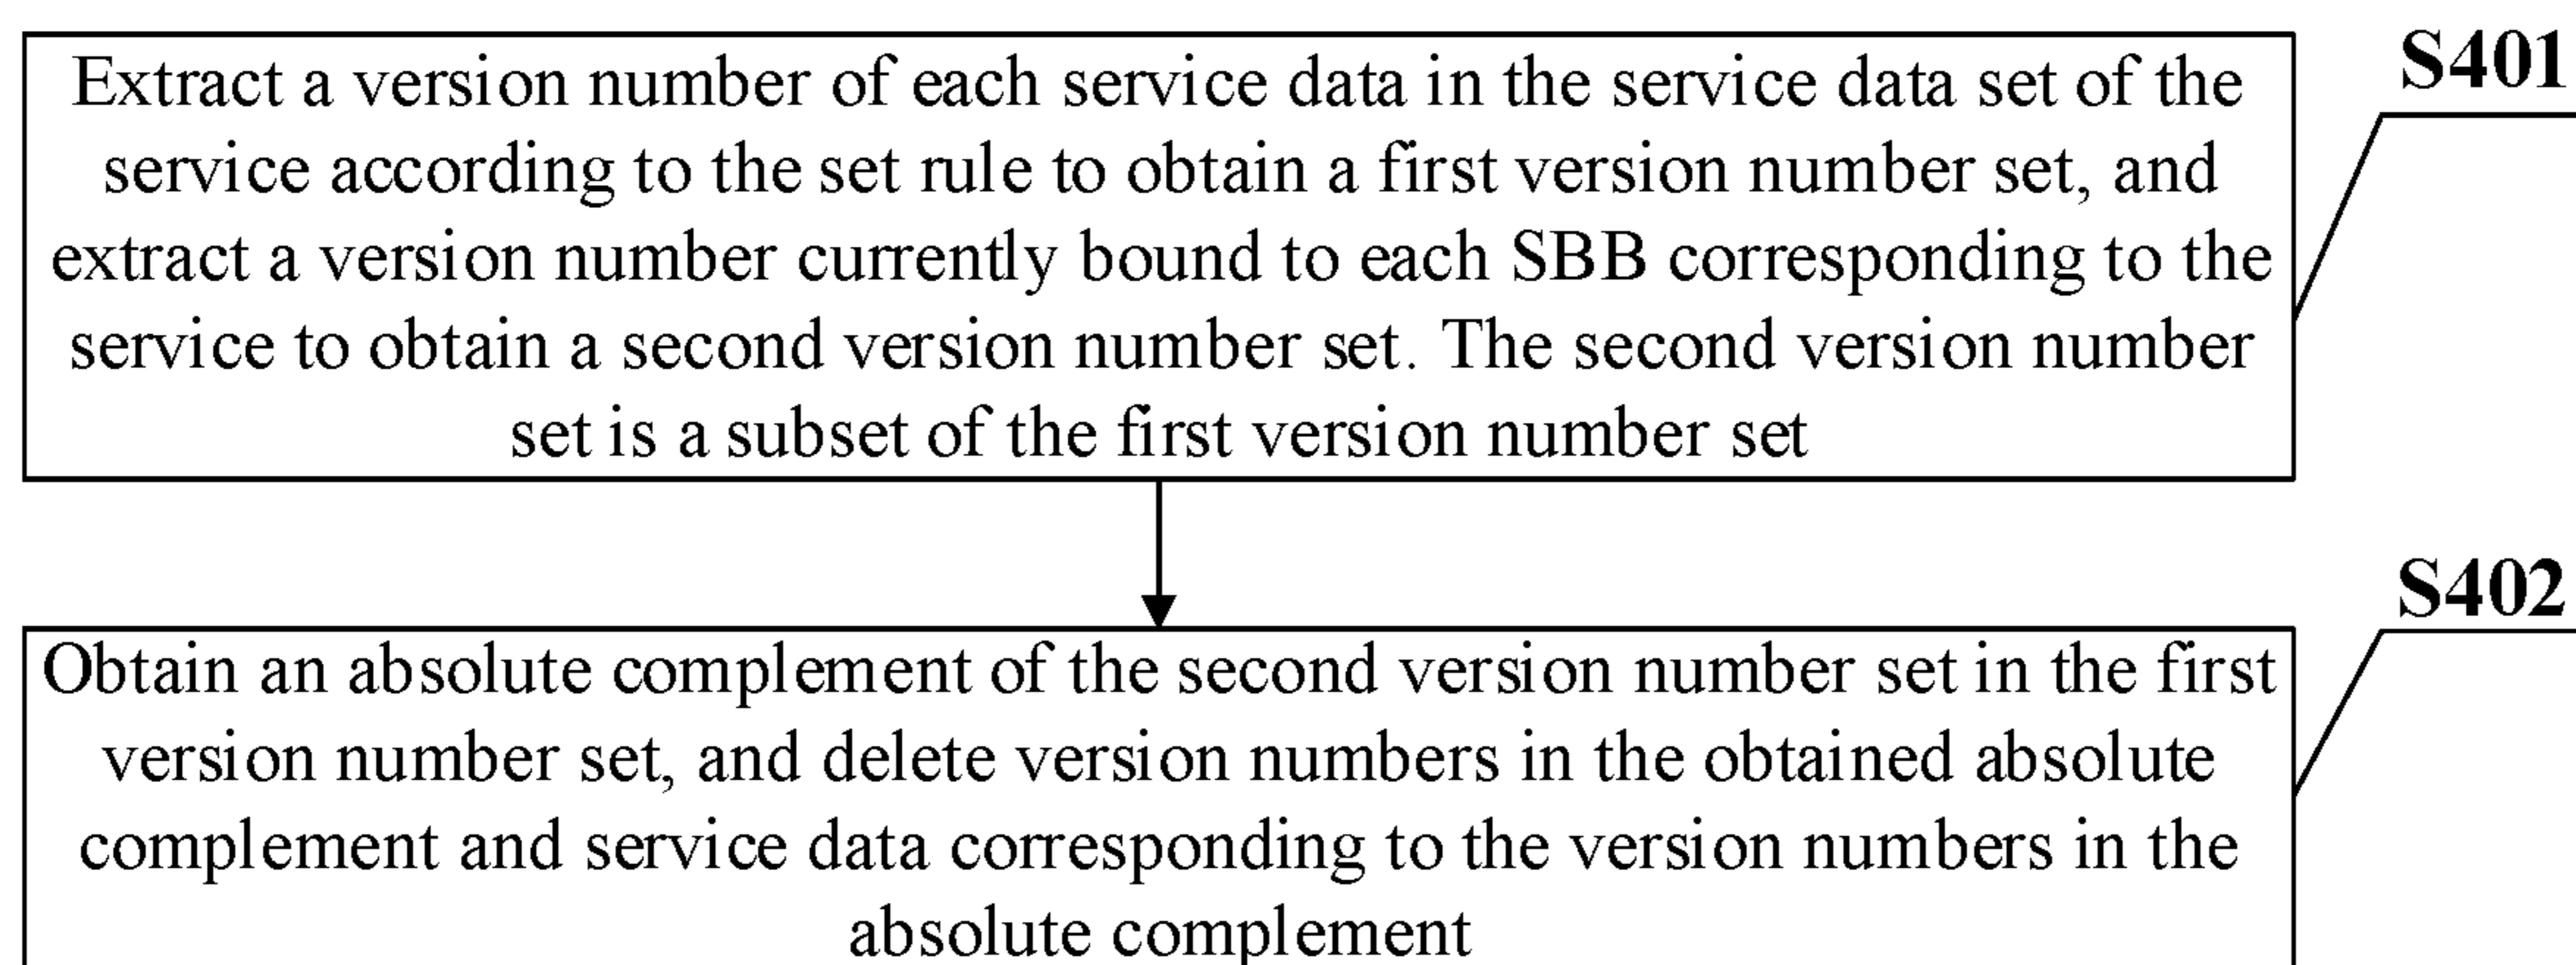 S401
Extract a version number of each service data in the service data set of the
service according to the set rule to obtain a first version number set, and
extract a version number currently bound to each SBB corresponding to the
service to obtain a second version number set. The second version number
set is a subset of the first version number set
S402
Obtain an absolute complement of the second version number set in the first
version number set, and delete version numbers in the obtained absolute
complement and service data corresponding to the version numbers in the
absolute complement